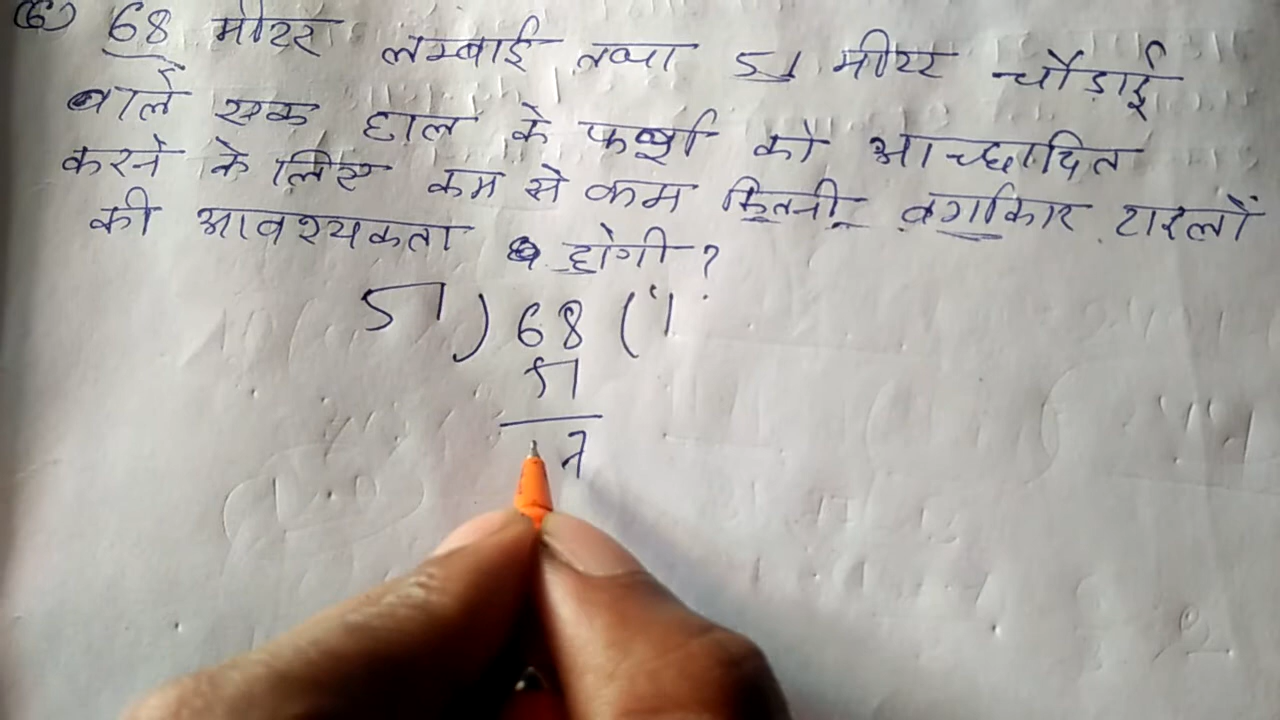 (6) 68 मीटर लम्बाई तथा 51 मीटर चौड़ाई
वाले एक हाल के फर्श को आच्छादित
करने के लिए कम से कम कितनी वर्गाकार टाइलों
की आवश्यकता होगी ?
51 ) 68 ( 1
51
17